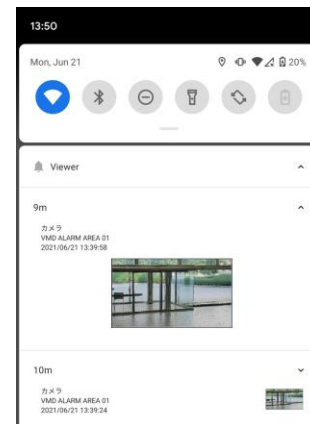 13:50
Mon, Jun 21 20%
Viewer
9m
カメラ
VMD ALARM AREA 01
2021/06/21 13:39:58
10m
カメラ
VMD ALARM AREA 01
2021/06/21 13:39:24